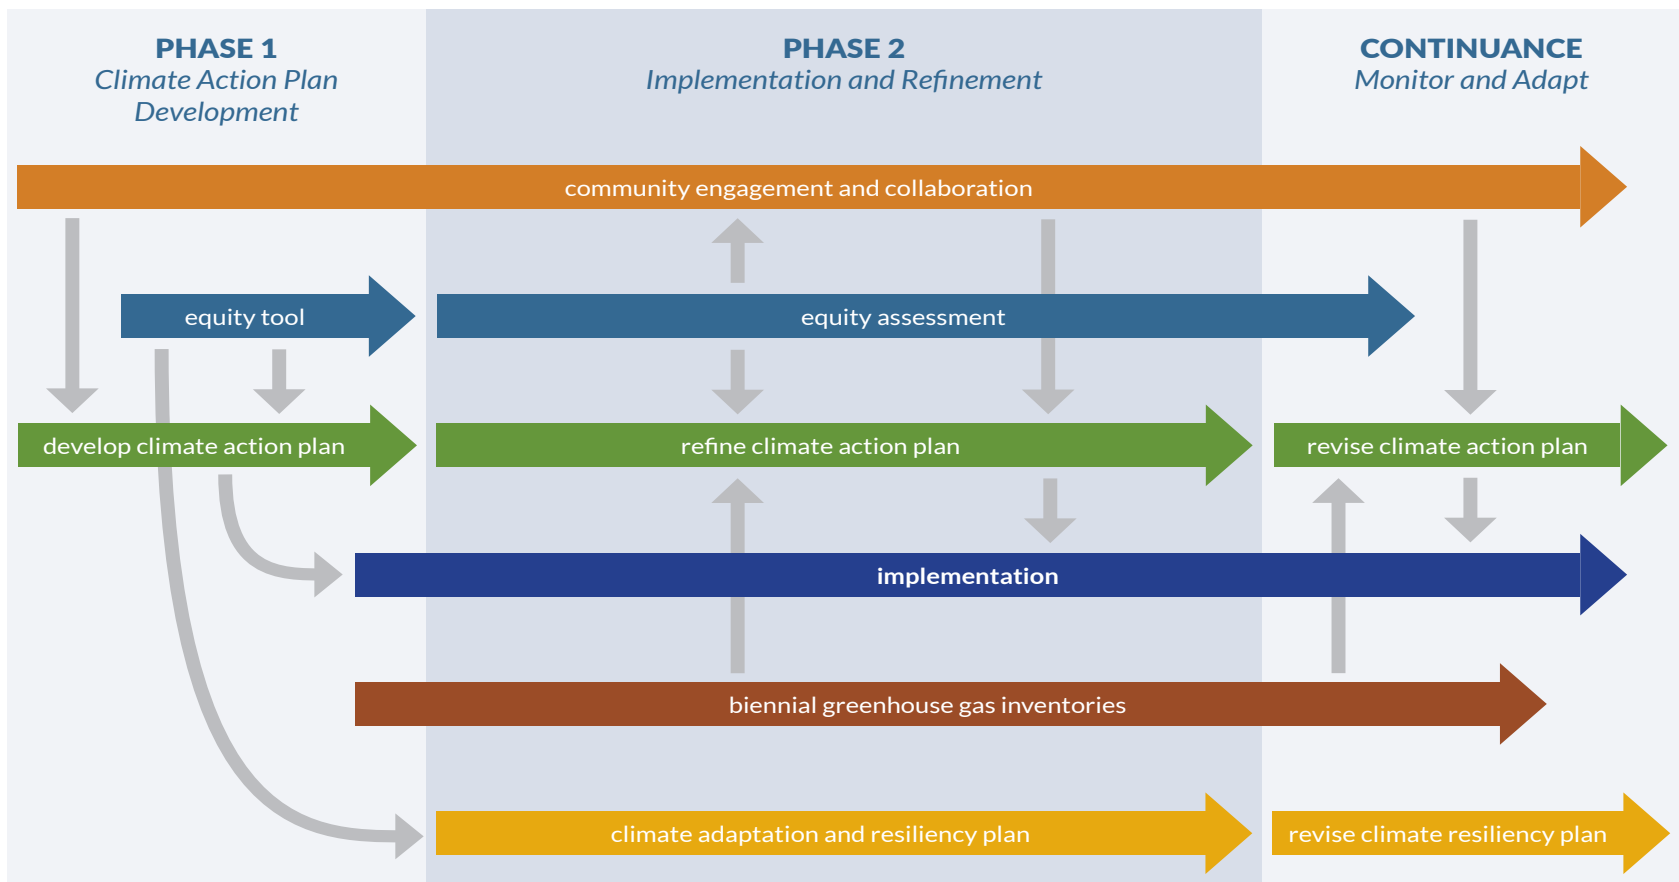 PHASE 1
Climate Action Plan
Development
PHASE 2
Implementation and Refinement
CONTINUANCE
Monitor and Adapt
community engagement and collaboration
equity tool
equity assessment
develop climate action plan
refine climate action plan
revise climate action plan
implementation
biennial greenhouse gas inventories
climate adaptation and resiliency plan
revise climate resiliency plan